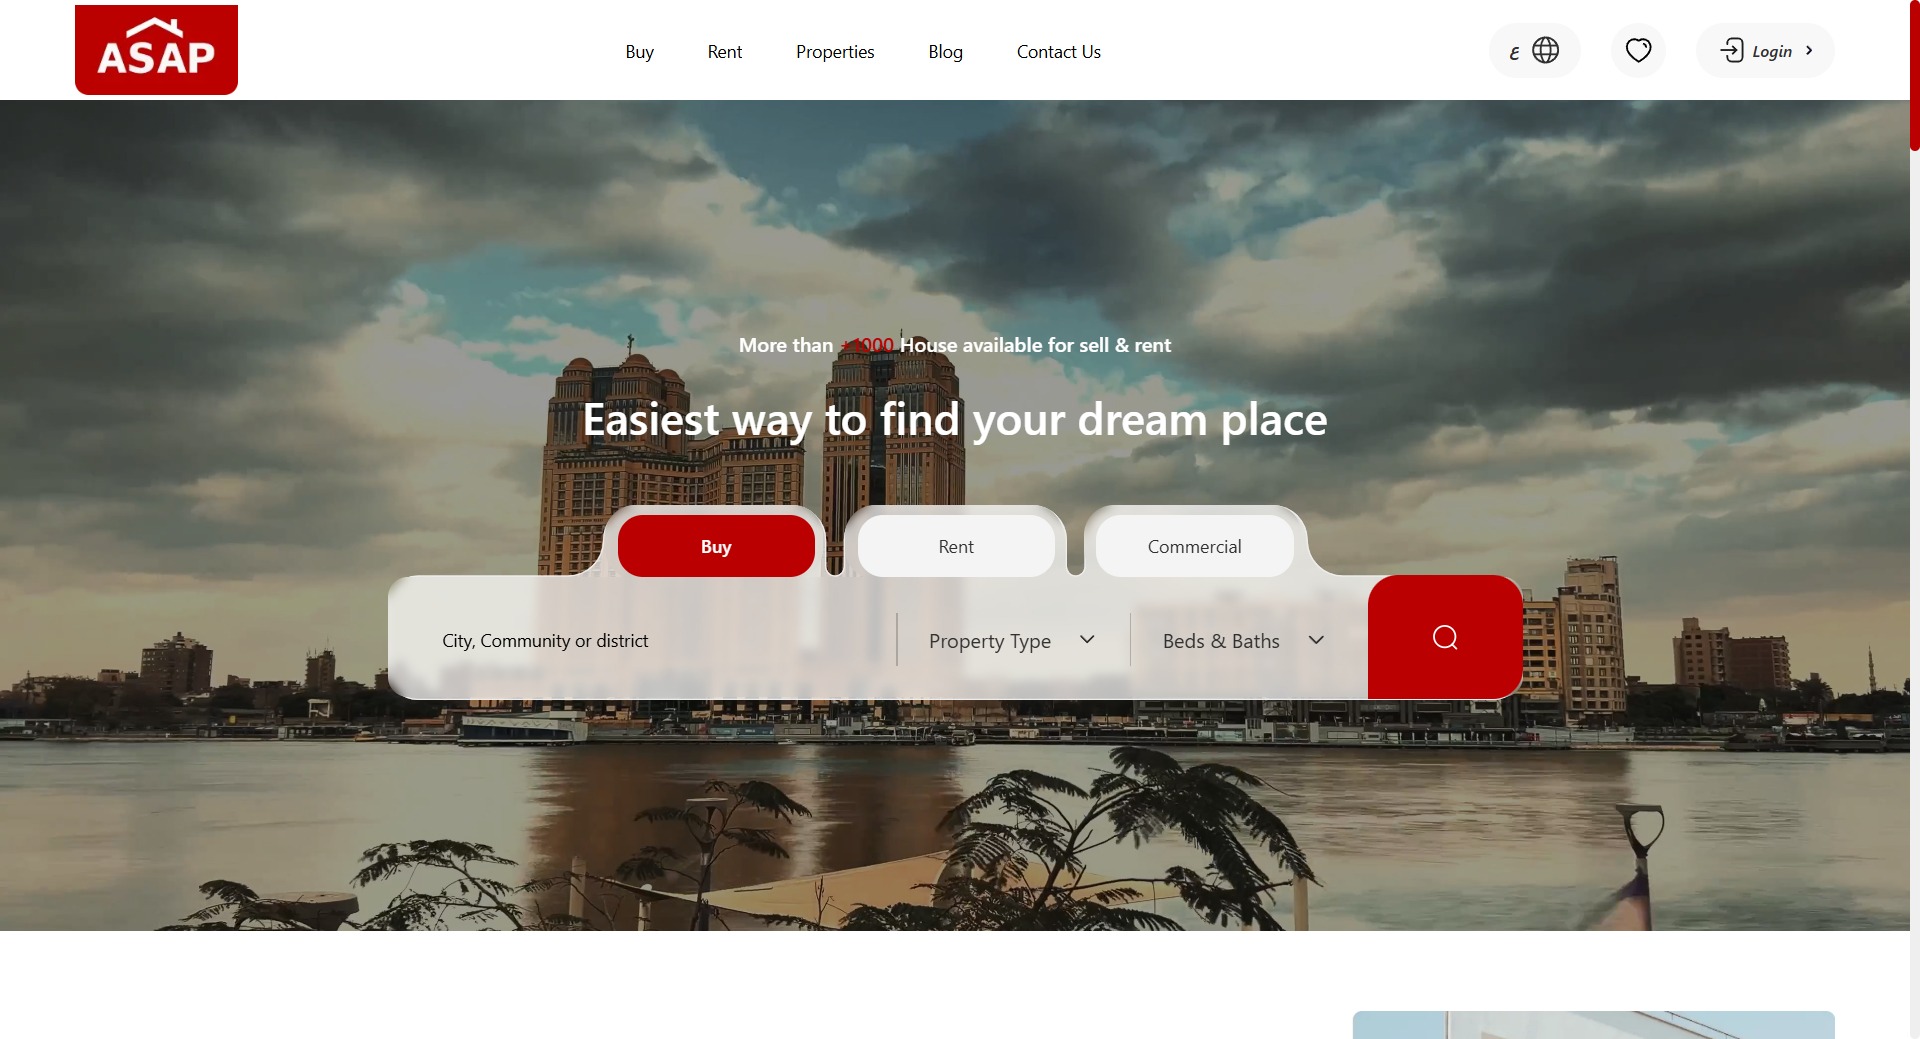 ASAP
Buy
Rent
Properties
Blog
Contact Us
ع
Login
More than +1000 House available for sell & rent
Easiest way to find your dream place
Buy
Rent
Commercial
City, Community or district
Property Type
Beds & Baths